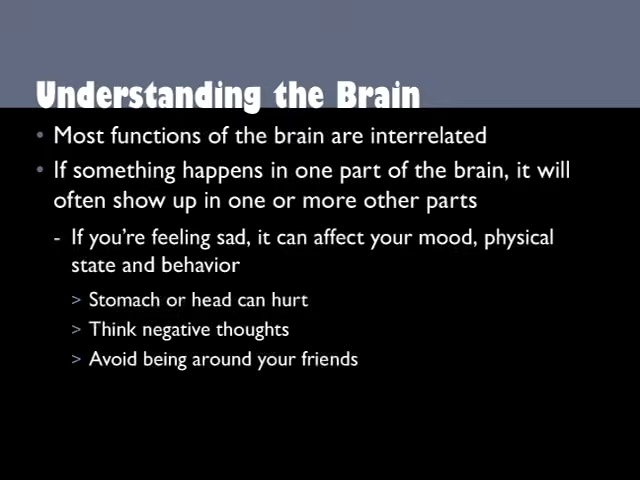 Understanding the Brain
• Most functions of the brain are interrelated
• If something happens in one part of the brain, it will
often show up in one or more other parts
- If you’re feeling sad, it can affect your mood, physical
state and behavior
> Stomach or head can hurt
> Think negative thoughts
> Avoid being around your friends